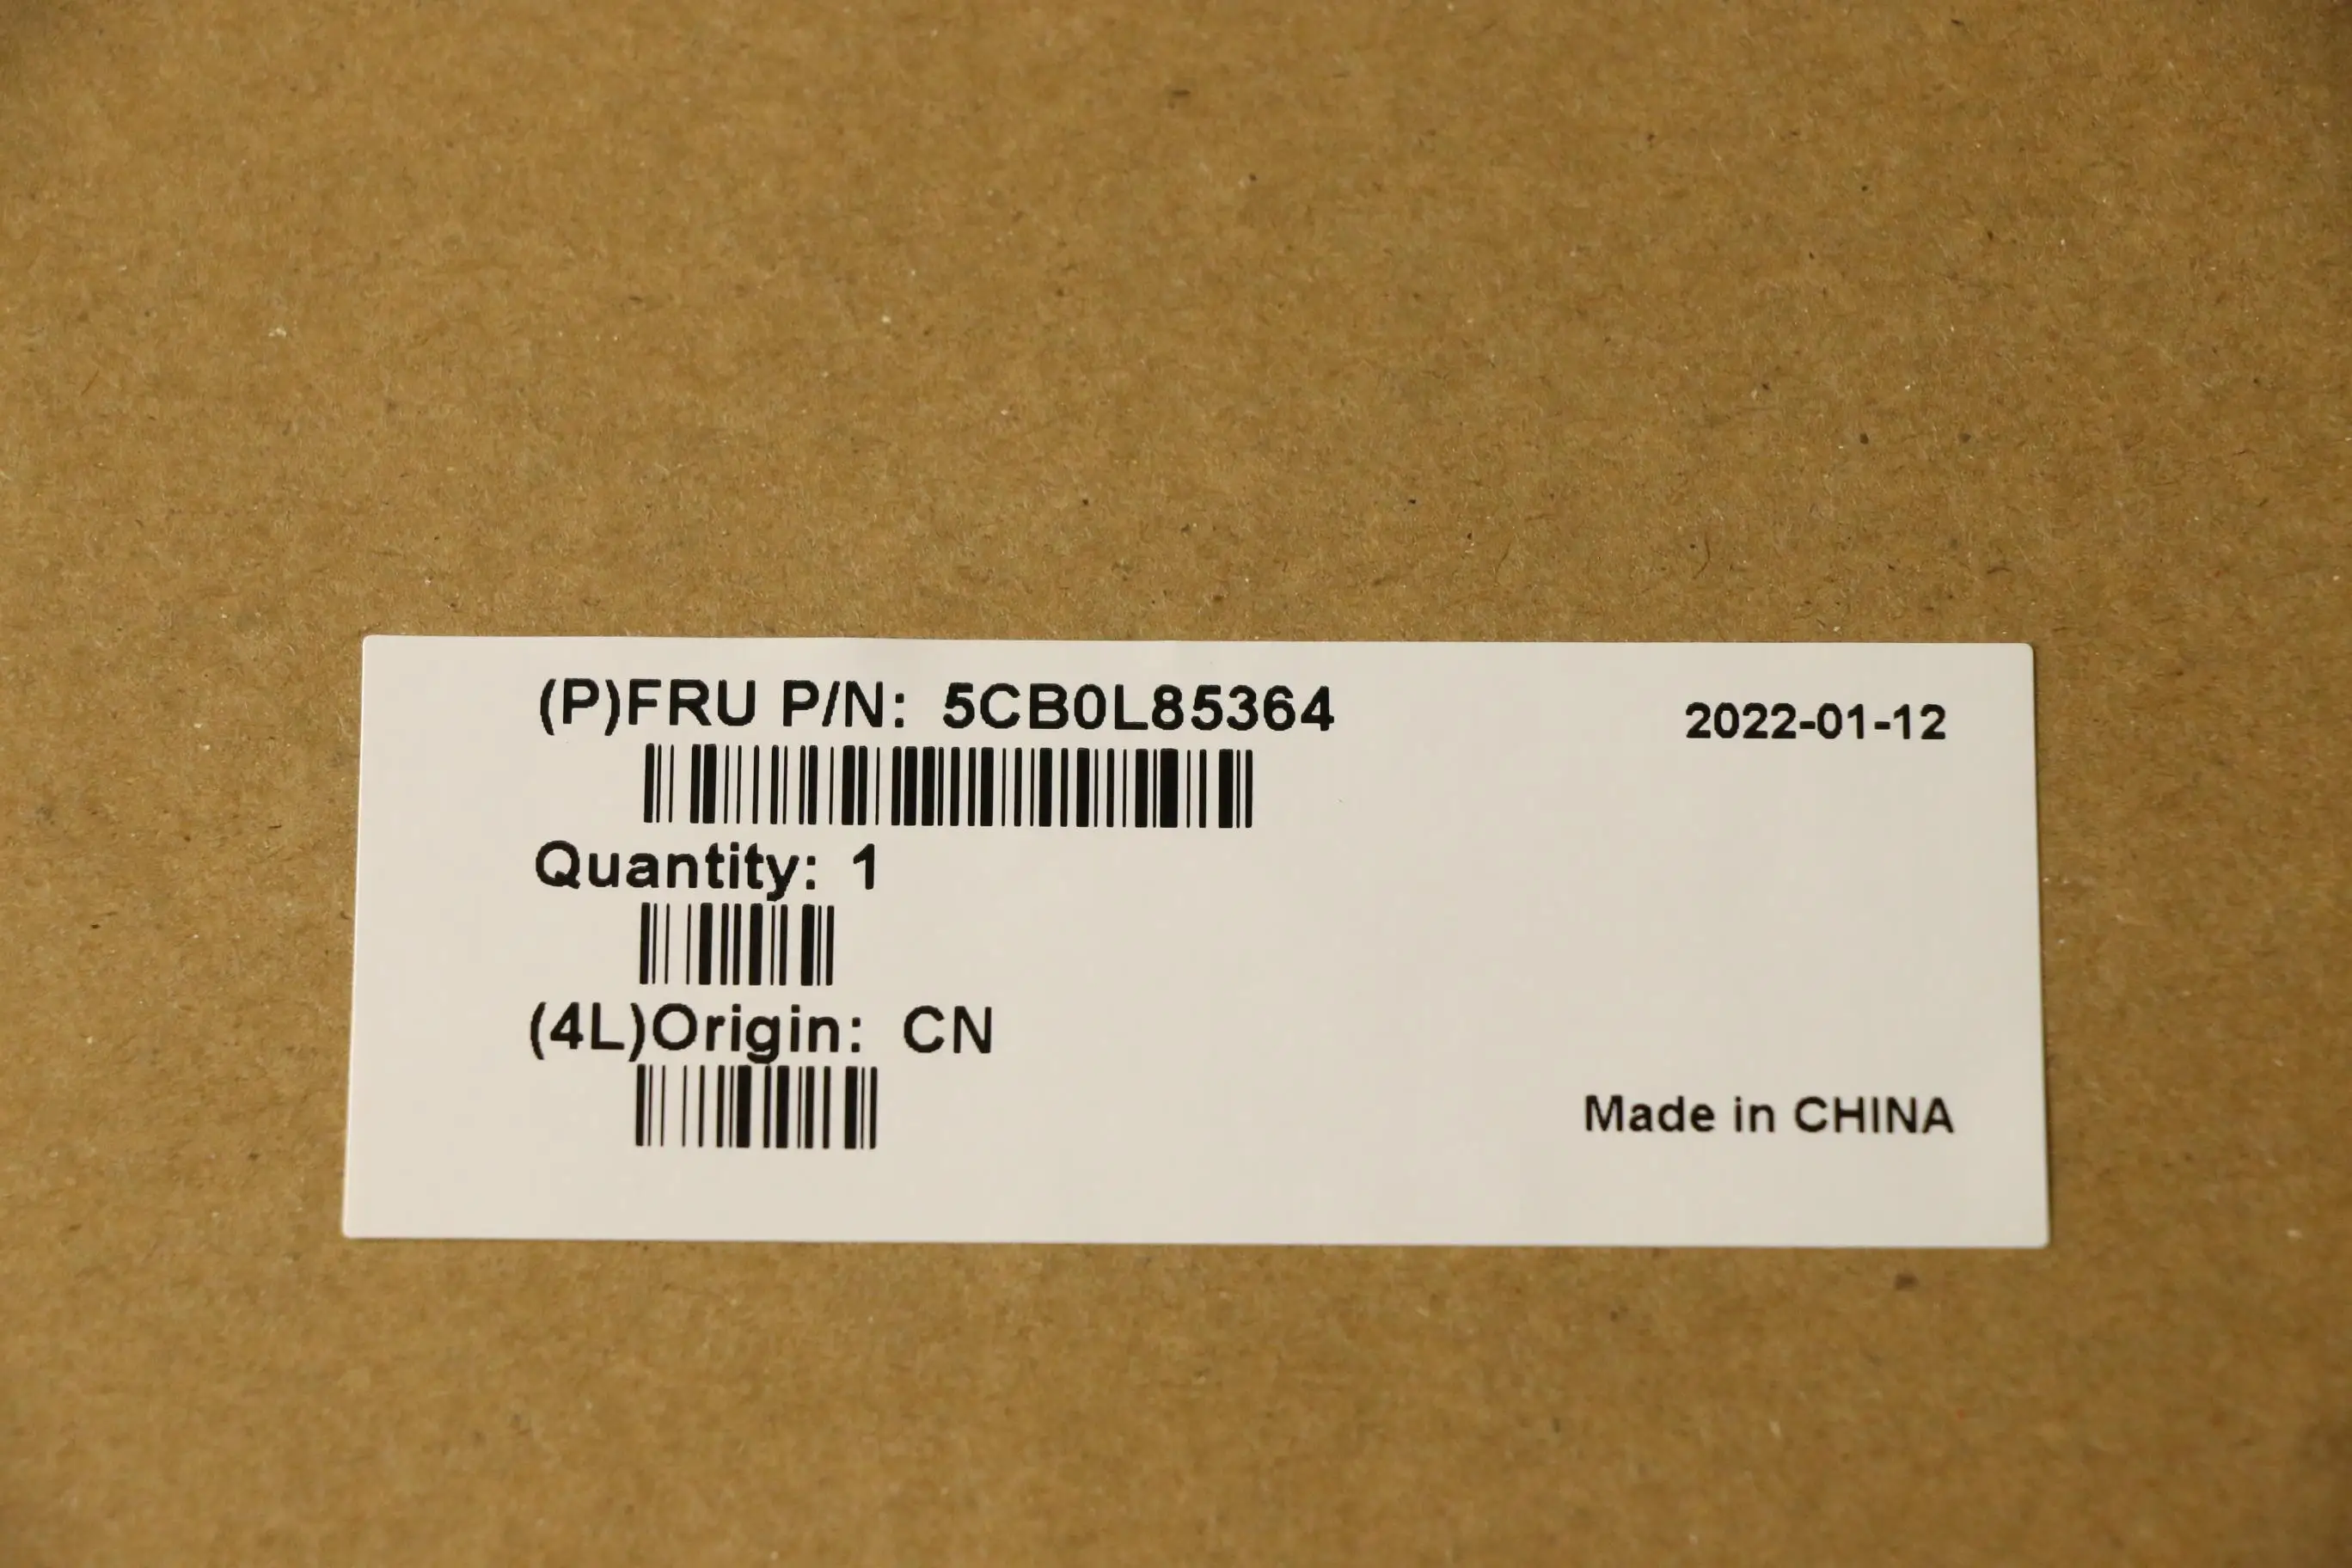 (P)FRU P/N: 5CB0L85364
2022-01-12
Quantity: 1
(4L)Origin: CN
Made in CHINA